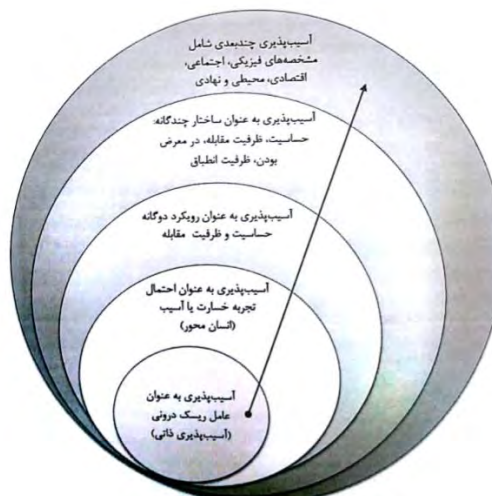 آسیب‌پذیری چندبعدی شامل
مشخصه‌های فیزیکی، اجتماعی،
اقتصادی، محیطی و نهادی
آسیب‌پذیری به عنوان ساختار چندگانه:
حساسیت، ظرفیت مقابله، در معرض
بودن، ظرفیت انطباق
آسیب‌پذیری به عنوان رویکرد دوگانه
حساسیت و ظرفیت مقابله
آسیب‌پذیری به عنوان احتمال
تجربه خسارت یا آسیب
(انسان محور)
آسیب‌پذیری به عنوان
عامل ریسک درونی
(آسیب‌پذیری ذاتی)